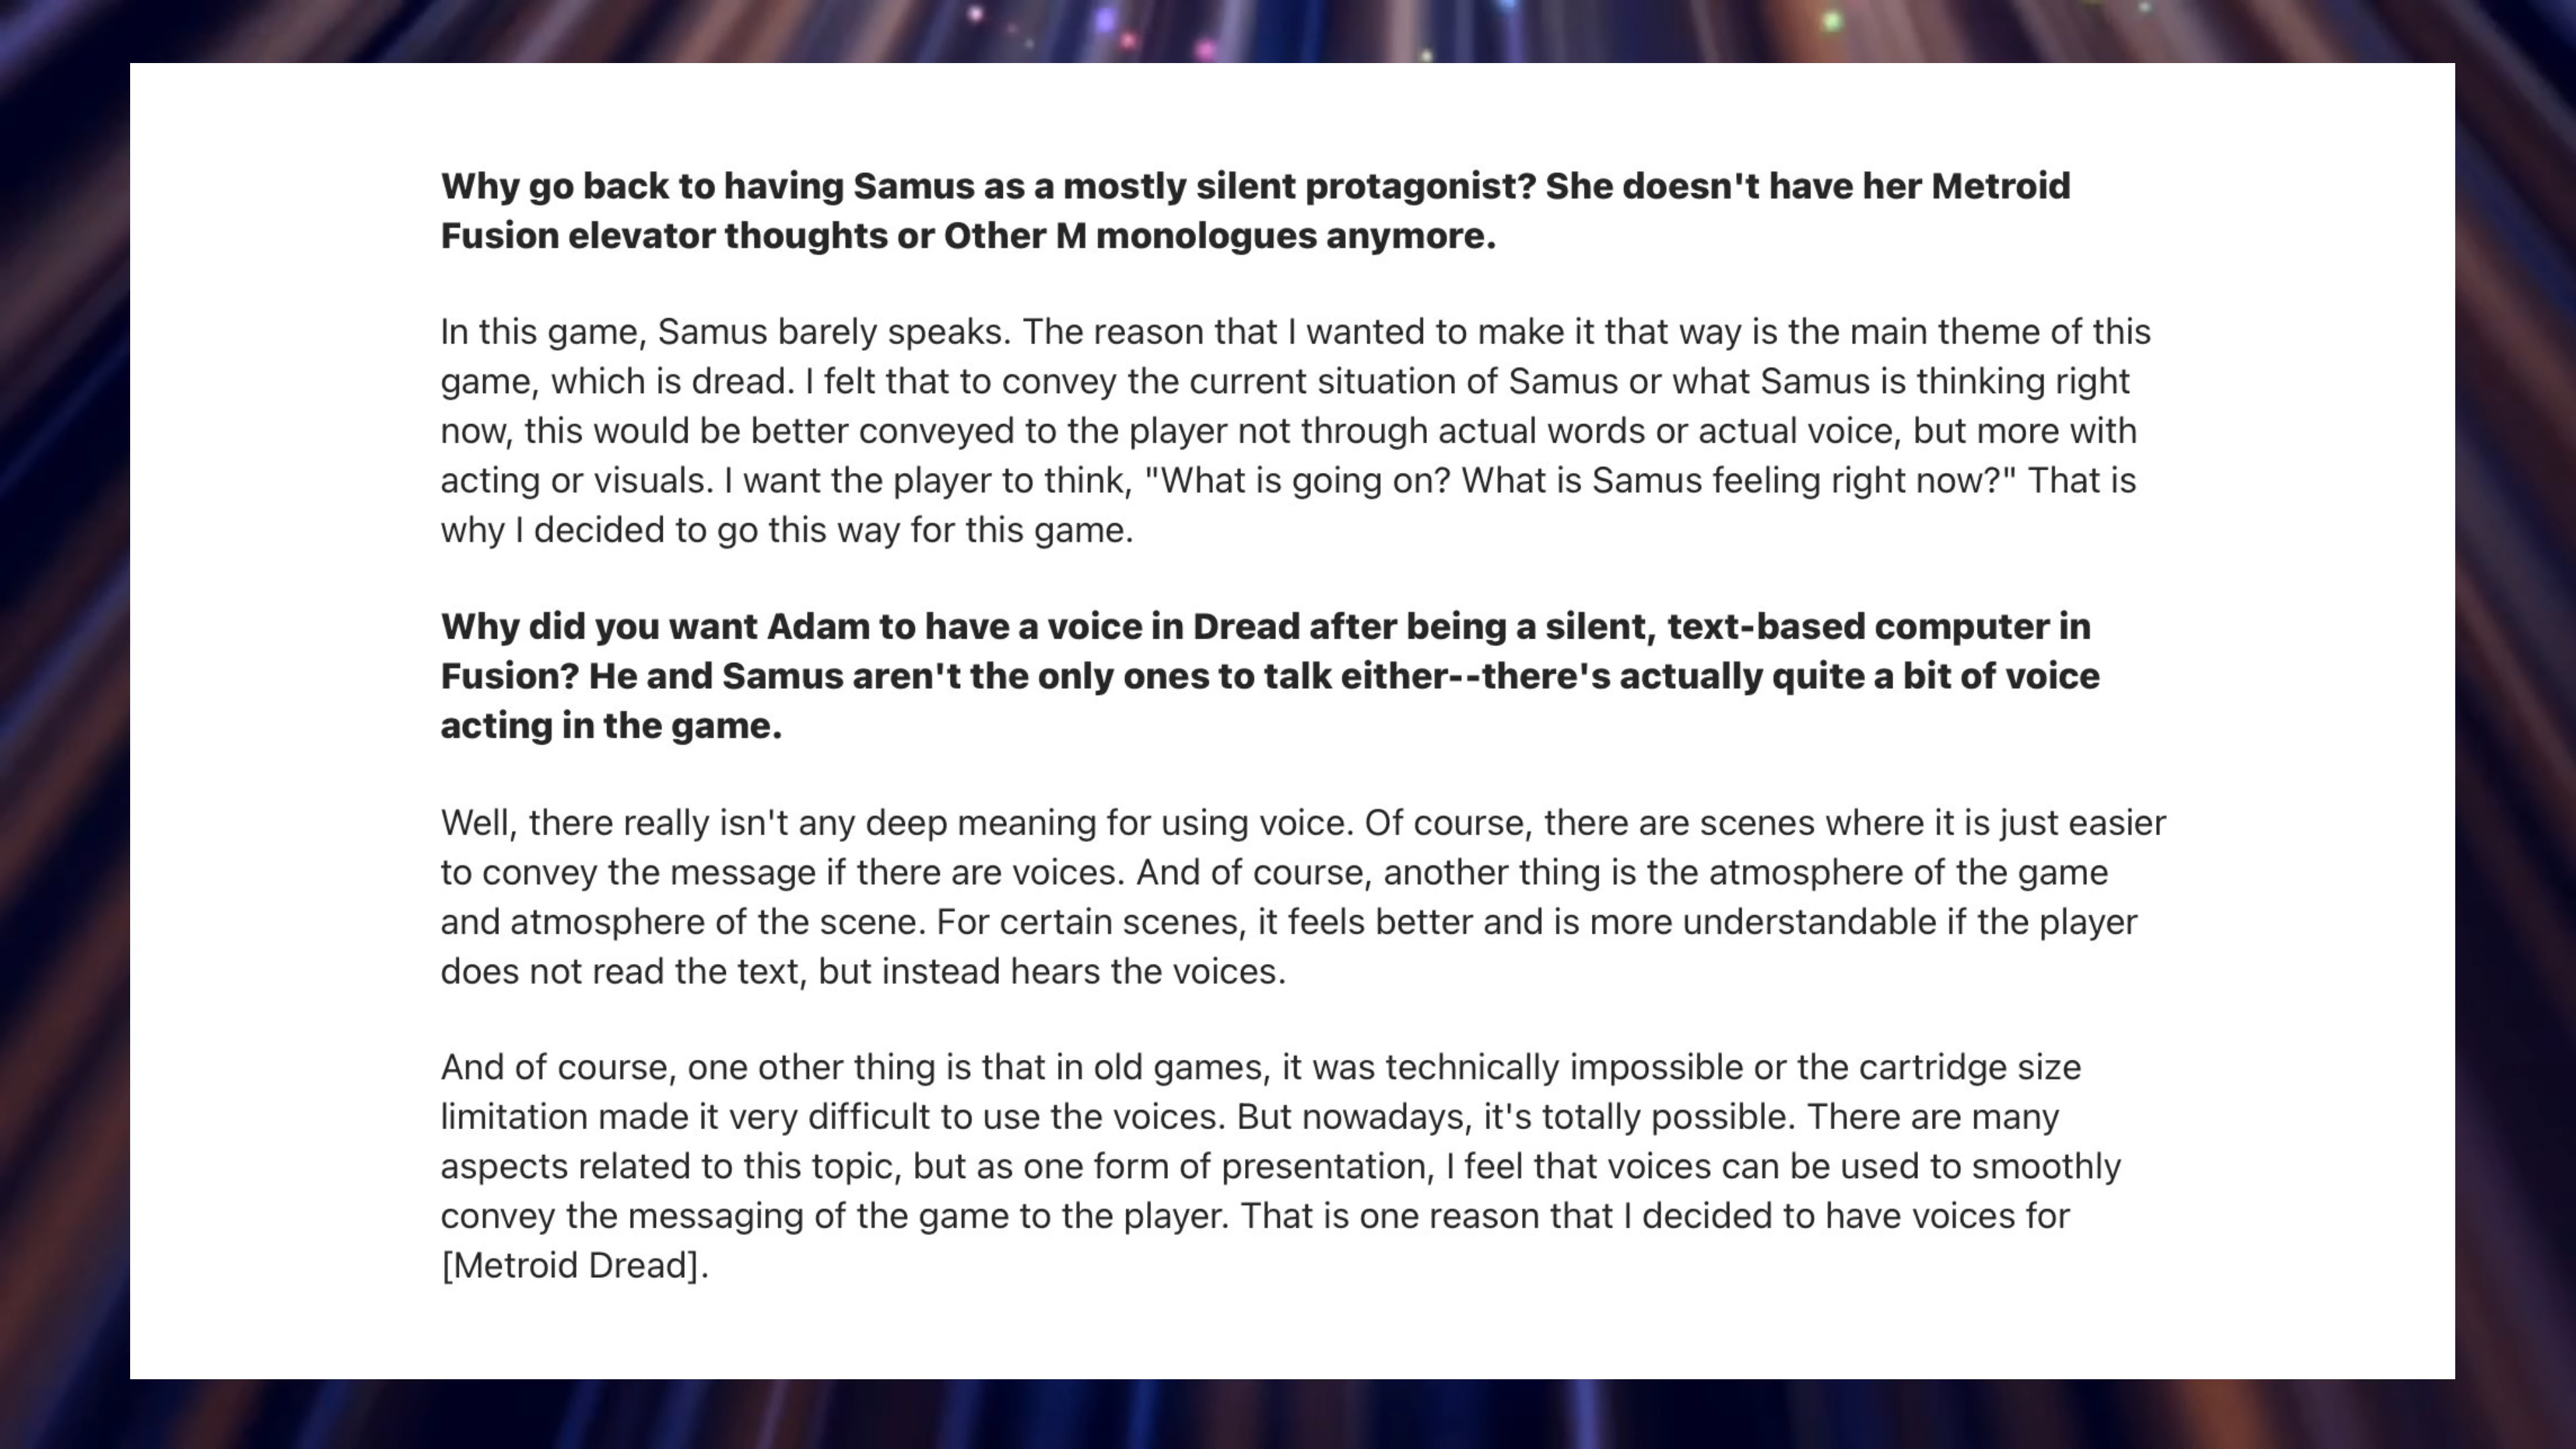 Why go back to having Samus as a mostly silent protagonist? She doesn't have her Metroid
Fusion elevator thoughts or Other M monologues anymore.
In this game, Samus barely speaks. The reason that I wanted to make it that way is the main theme of this
game, which is dread. I felt that to convey the current situation of Samus or what Samus is thinking right
now, this would be better conveyed to the player not through actual words or actual voice, but more with
acting or visuals. I want the player to think, "What is going on? What is Samus feeling right now?" That is
why I decided to go this way for this game.
Why did you want Adam to have a voice in Dread after being a silent, text-based computer in
Fusion? He and Samus aren't the only ones to talk either--there's actually quite a bit of voice
acting in the game.
Well, there really isn't any deep meaning for using voice. Of course, there are scenes where it is just easier
to convey the message if there are voices. And of course, another thing is the atmosphere of the game
and atmosphere of the scene. For certain scenes, it feels better and is more understandable if the player
does not read the text, but instead hears the voices.
And of course, one other thing is that in old games, it was technically impossible or the cartridge size
limitation made it very difficult to use the voices. But nowadays, it's totally possible. There are many
aspects related to this topic, but as one form of presentation, I feel that voices can be used to smoothly
convey the messaging of the game to the player. That is one reason that I decided to have voices for
[Metroid Dread].